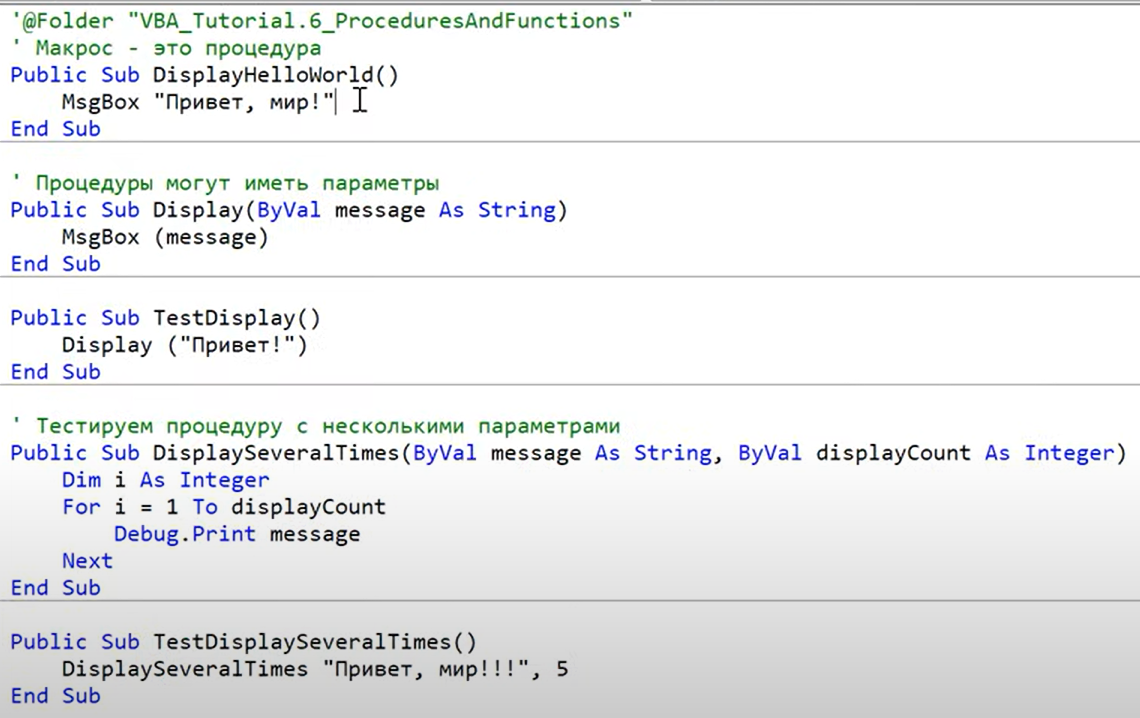 '@Folder "VBA_Tutorial.6_ProceduresAndFunctions"
' Макрос - это процедура
Public Sub DisplayHelloWorld()
    MsgBox "Привет, мир!"
End Sub

' Процедуры могут иметь параметры
Public Sub Display(ByVal message As String)
    MsgBox (message)
End Sub

Public Sub TestDisplay()
    Display ("Привет!")
End Sub

' Тестируем процедуру с несколькими параметрами
Public Sub DisplaySeveralTimes(ByVal message As String, ByVal displayCount As Integer)
    Dim i As Integer
    For i = 1 To displayCount
        Debug.Print message
    Next
End Sub

Public Sub TestDisplaySeveralTimes()
    DisplaySeveralTimes "Привет, мир!!!", 5
End Sub